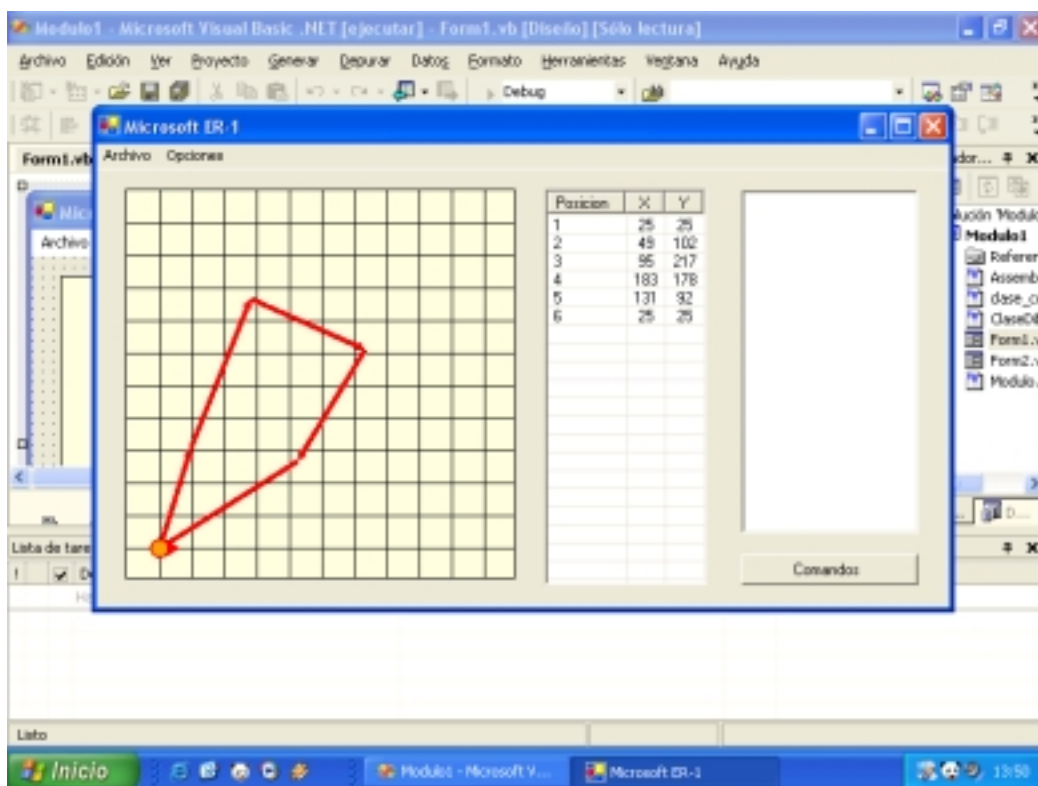 Modulo1 - Microsoft Visual Basic .NET [ejecutar] - Form1.vb [Diseño] [Sólo lectura]
Archivo Edición Ver Proyecto Generar Depurar Datos Formato Herramientas Ventana Ayuda
Debug
Microsoft ER-1
Form1.vb
Archivo Opciones
Posicion X Y
1 25 25
2 49 102
3 95 217
4 183 178
5 131 92
6 25 25
Comandos
Archivo
Modulo1
Form1.v
Form2.v
Modulo.
Lista de tare
Listo
Inicio
Modulo1 - Microsoft V...
Microsoft ER-1
13:50